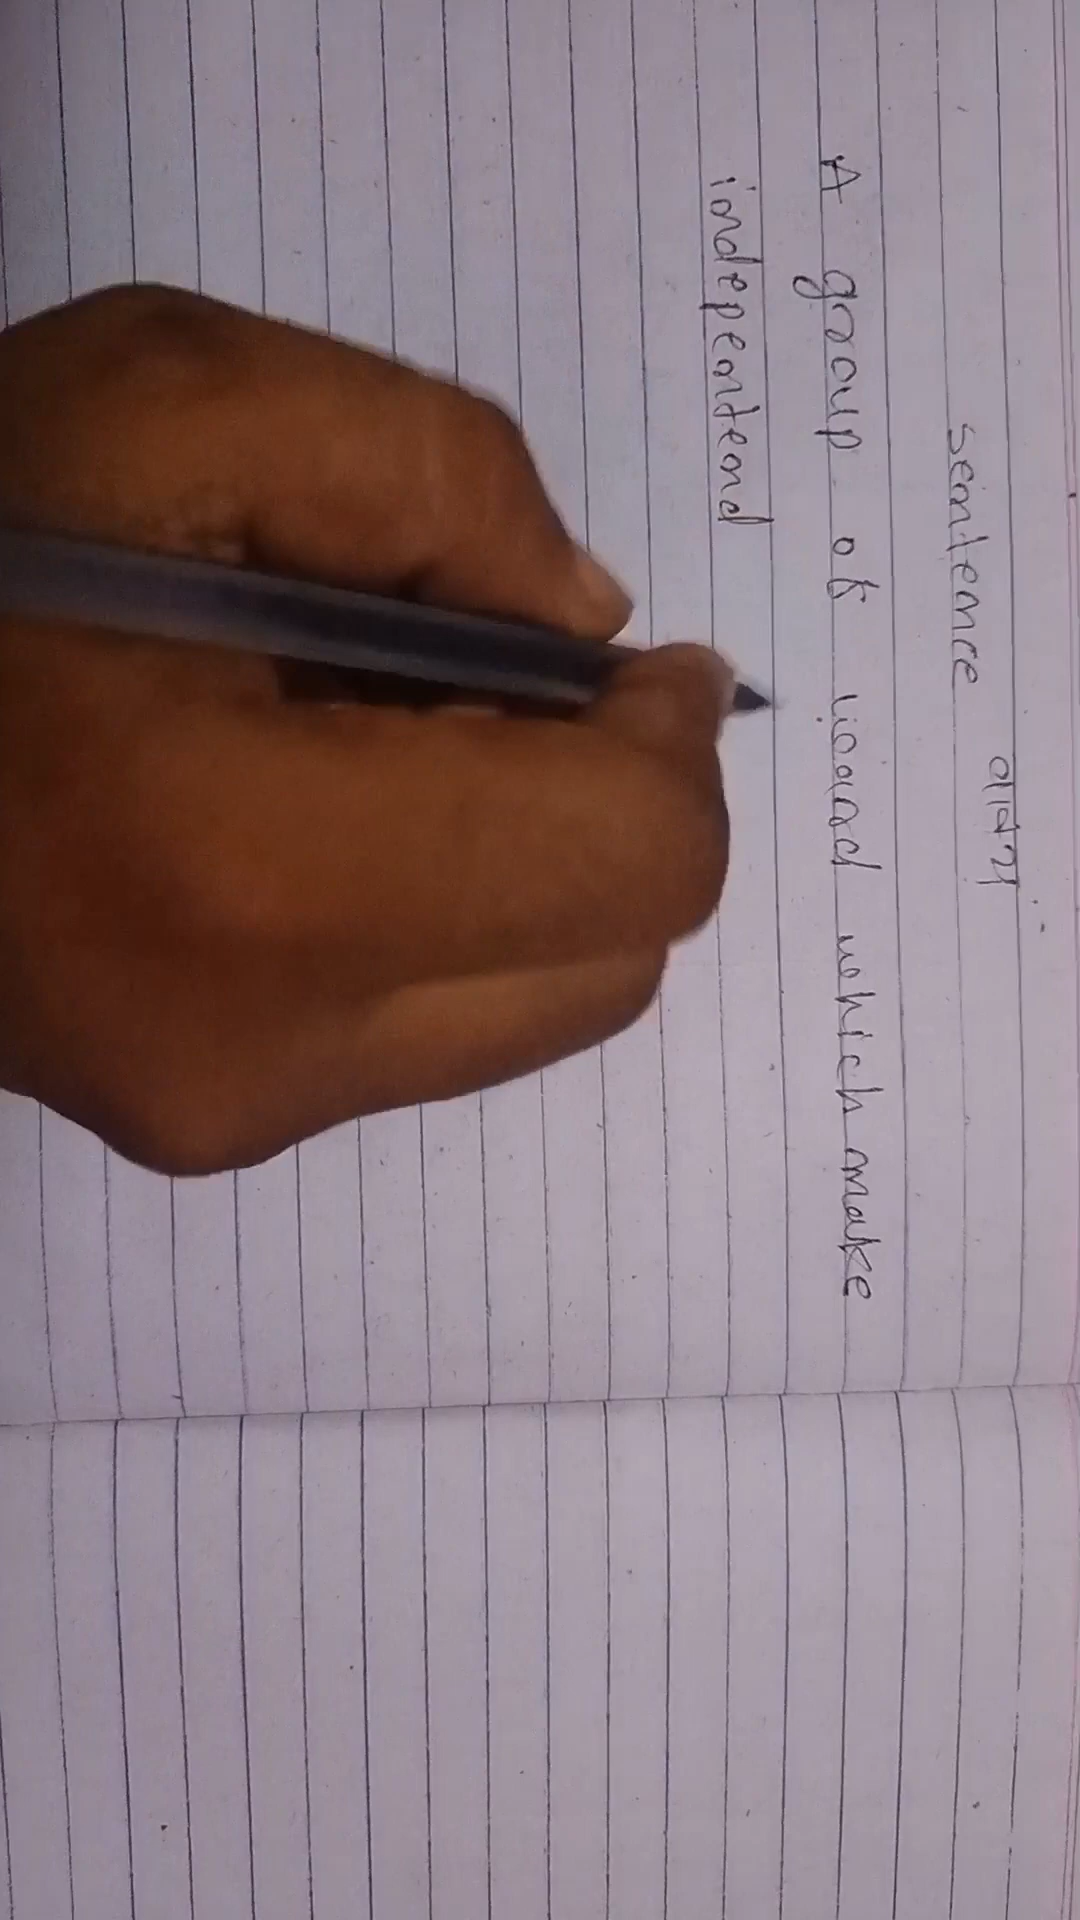 वाक्य
sentence
A group of word which make
indepentend